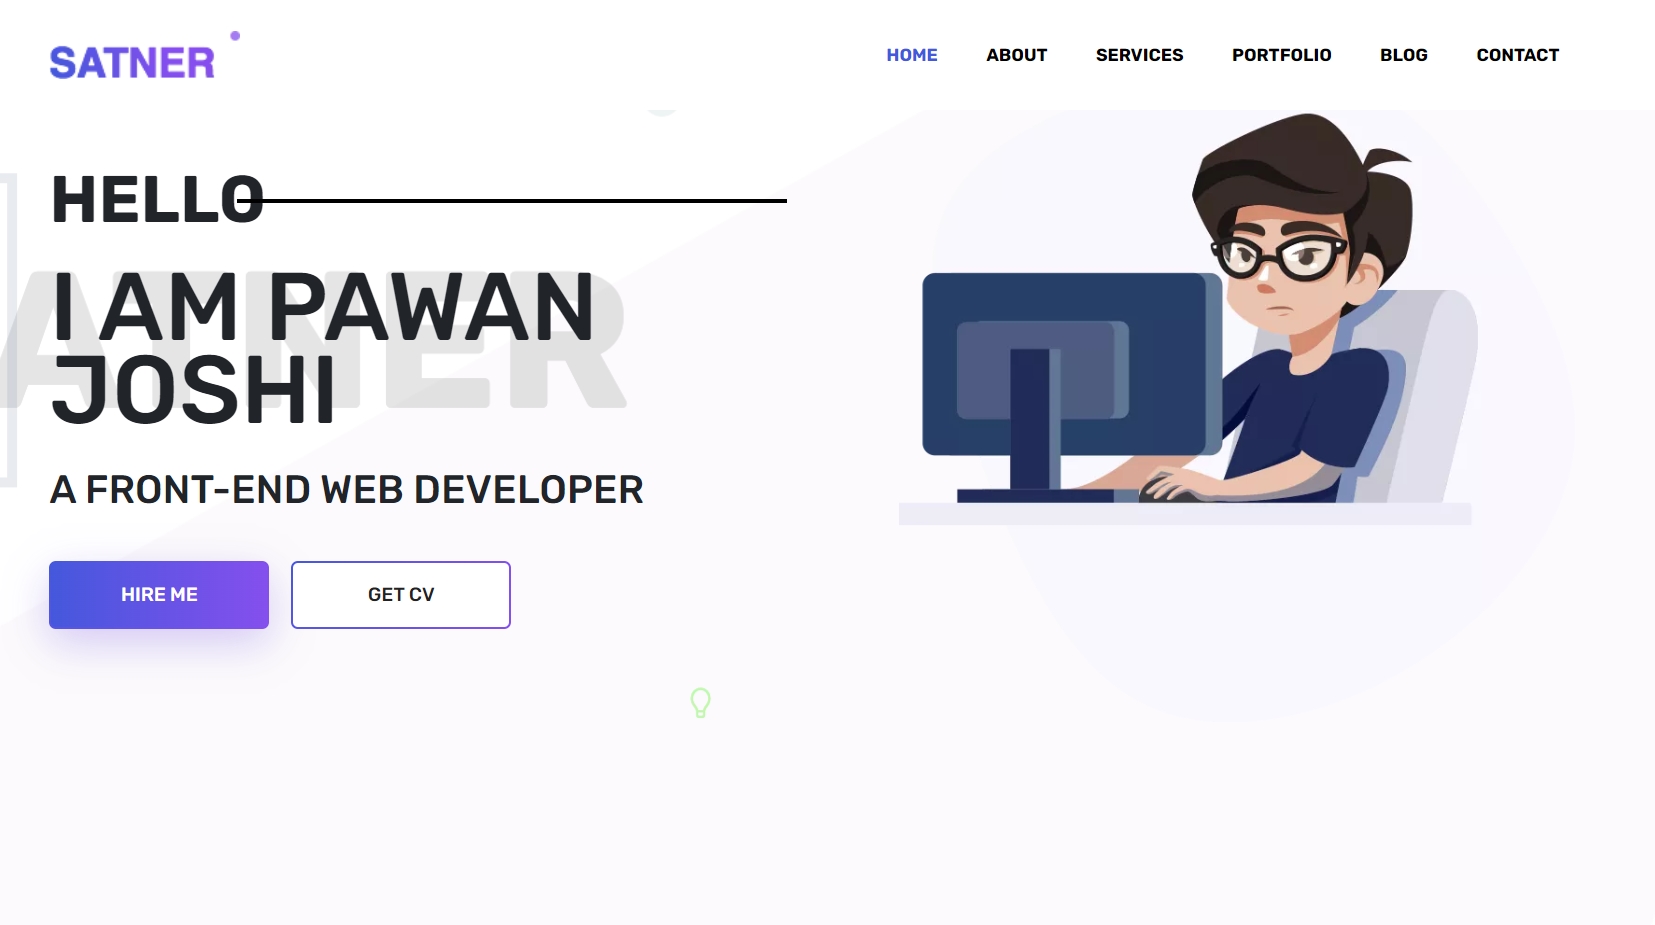 SATNER
HOME ABOUT SERVICES PORTFOLIO BLOG CONTACT
HELLO
ATNER
I AM PAWAN
JOSHI
A FRONT-END WEB DEVELOPER
HIRE ME
GET CV